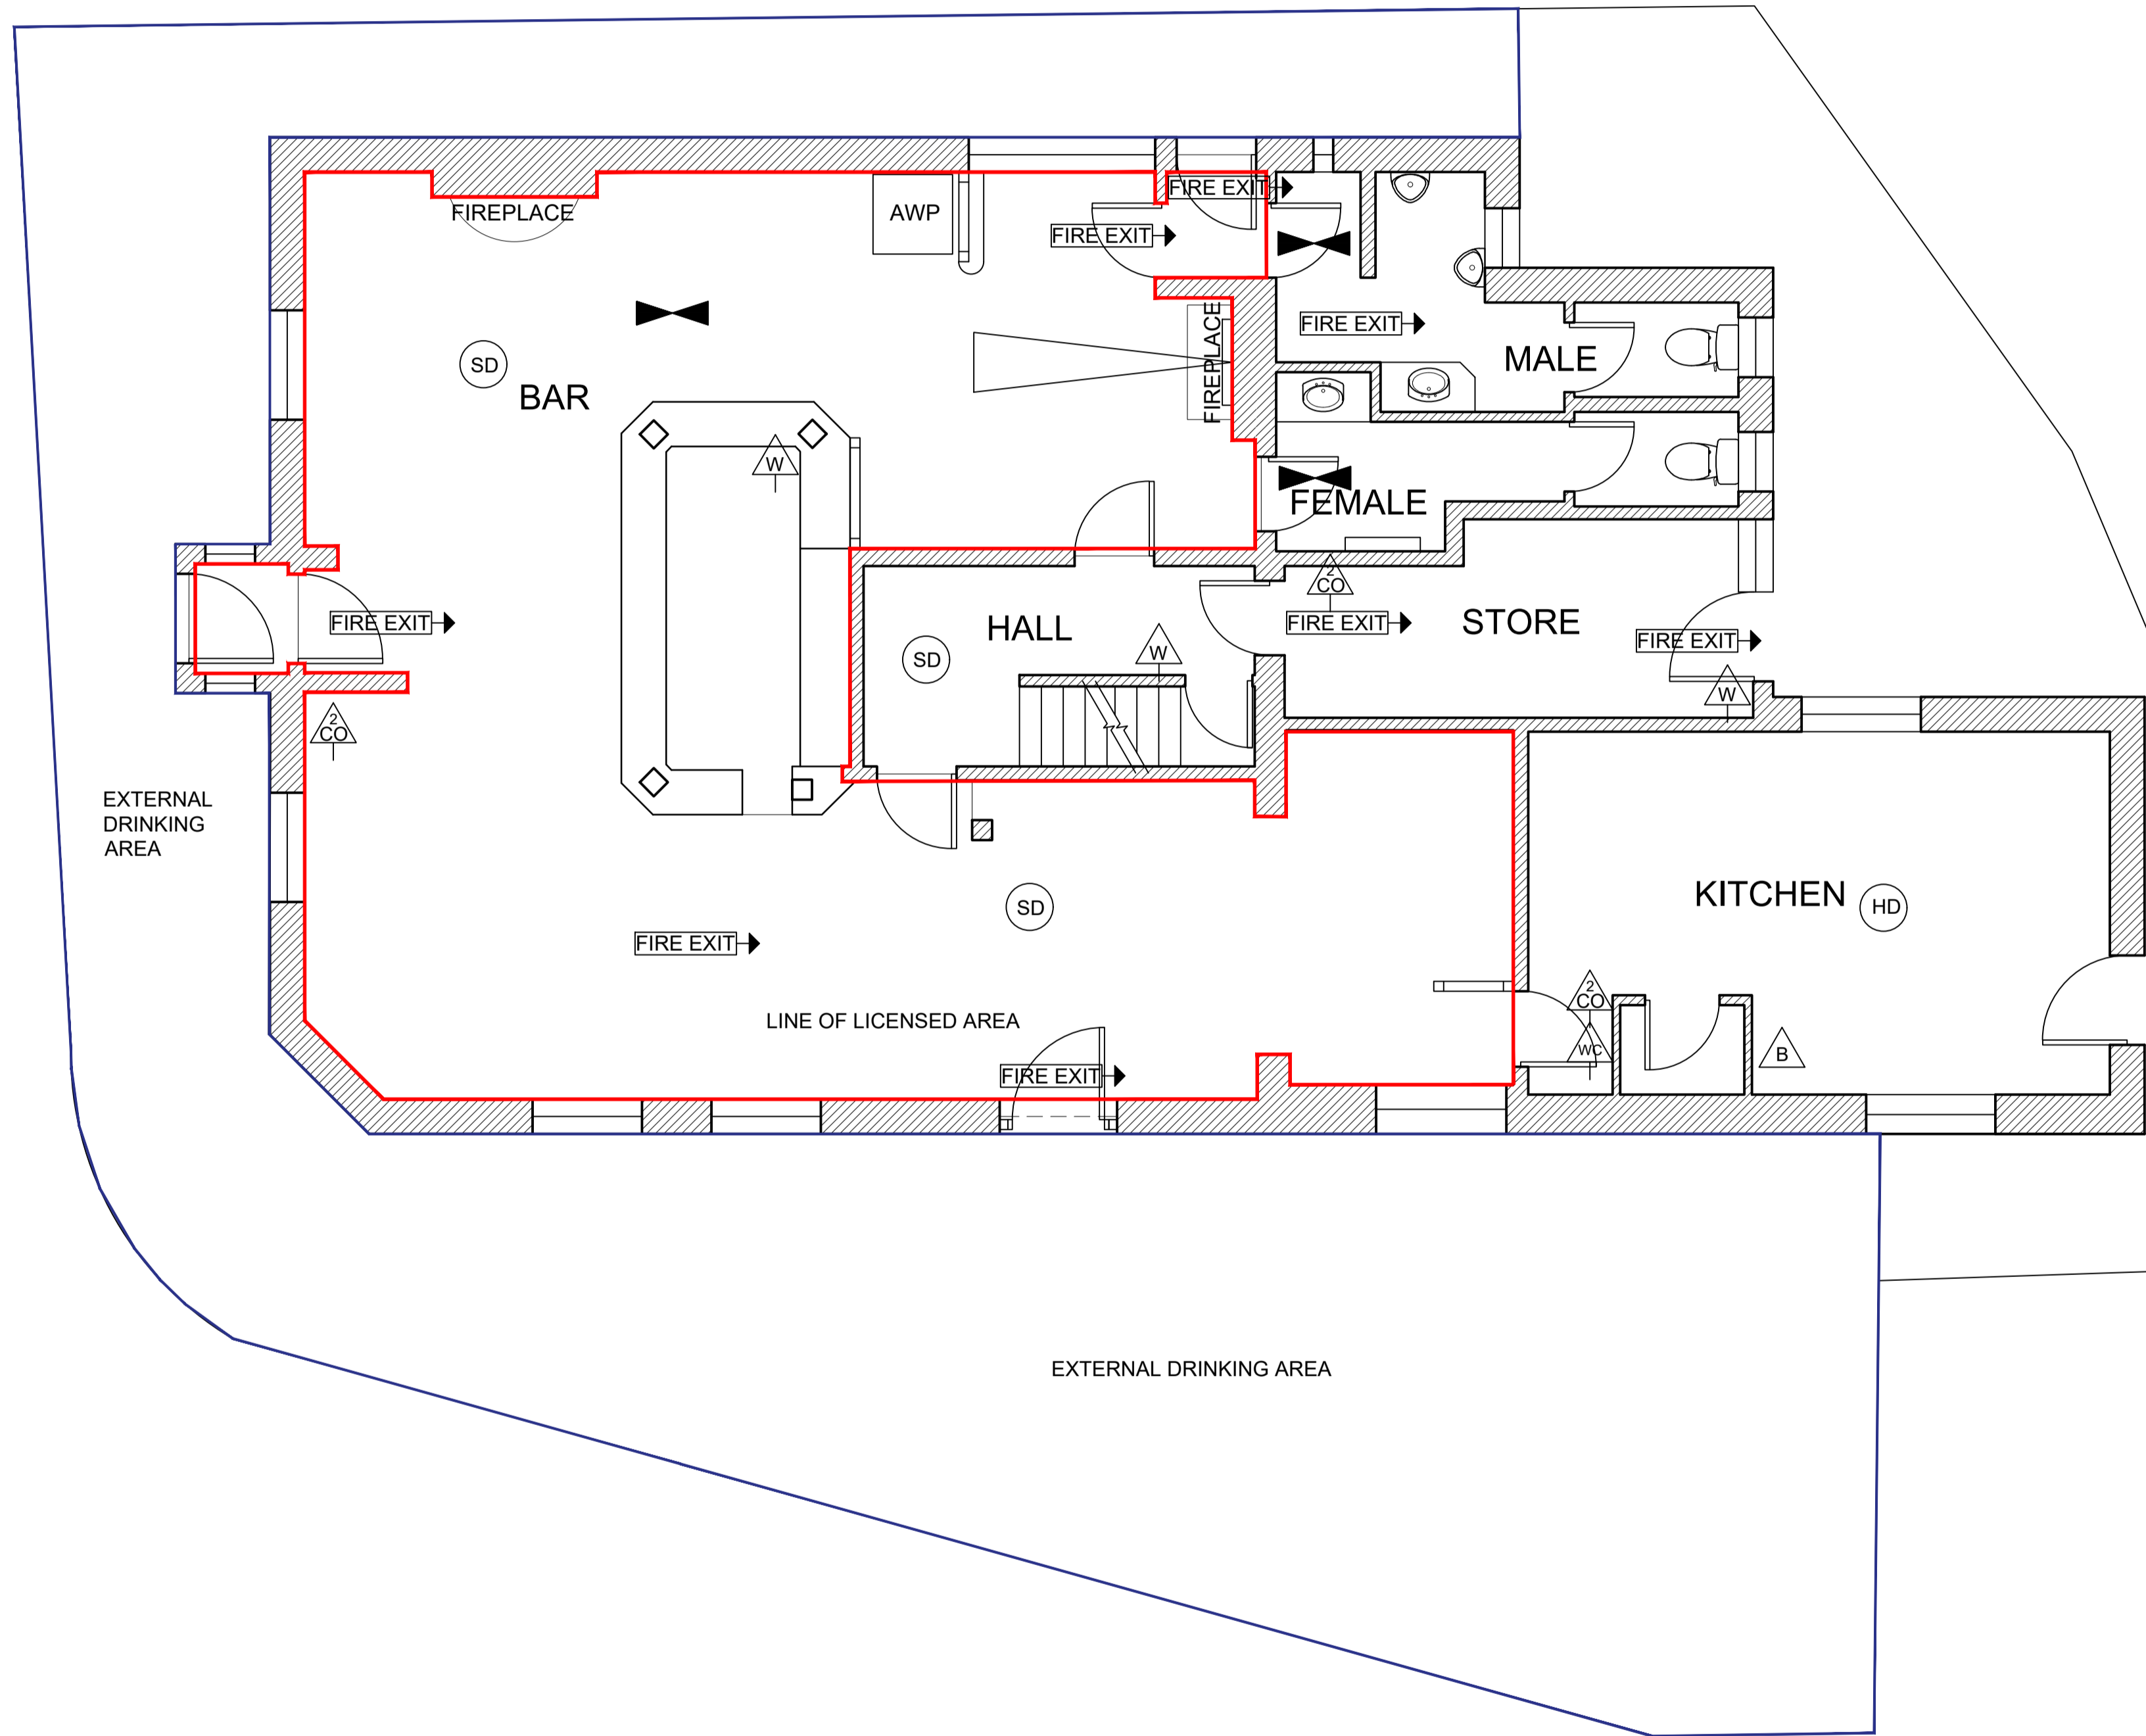 FIRE EXIT
FIREPLACE
AWP
FIRE EXIT
FIREPLACE
FIRE EXIT
MALE
SD
BAR
W
FEMALE
2
CO
HALL
STORE
FIRE EXIT
FIRE EXIT
FIRE EXIT
SD
W
W
2
CO
EXTERNAL
DRINKING
AREA
KITCHEN
HD
SD
FIRE EXIT
2
CO
LINE OF LICENSED AREA
WC
B
FIRE EXIT
EXTERNAL DRINKING AREA